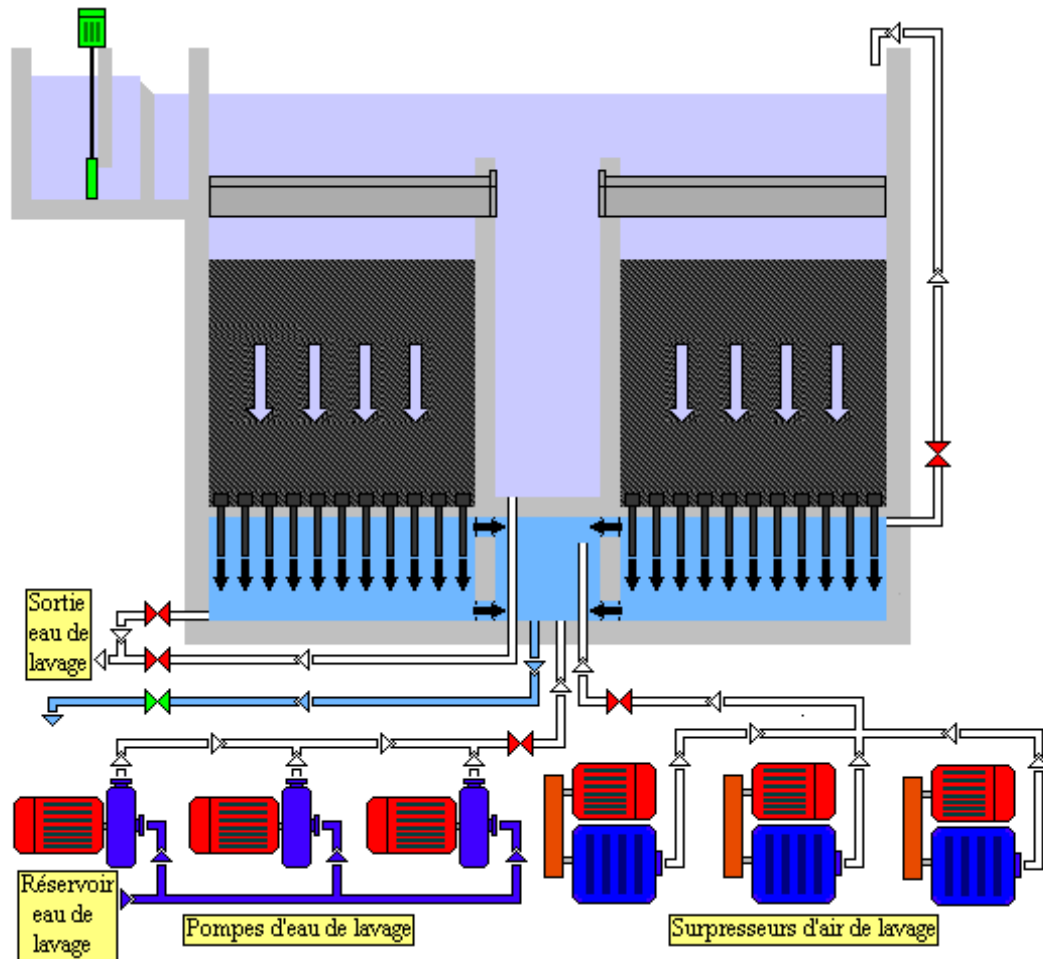 Sortie
eau de
lavage
Réservoir
eau de
lavage
Pompes d'eau de lavage
Surpresseurs d'air de lavage